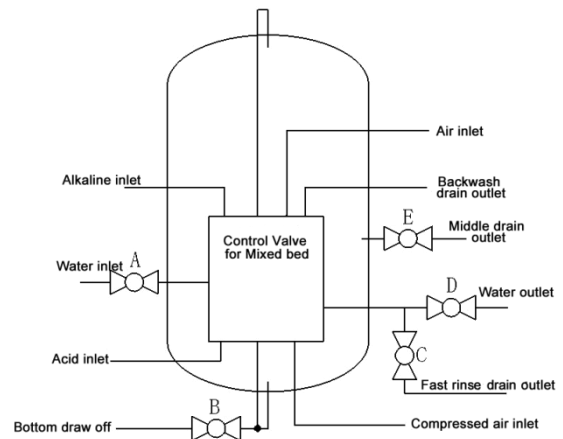 Air inlet
Alkaline inlet
Backwash
drain outlet
E
Middle drain
outlet
Control Valve
for Mixed bed
Water inlet
A
D
Water outlet
C
Acid inlet
Fast rinse drain outlet
B
Bottom draw off
Compressed air inlet